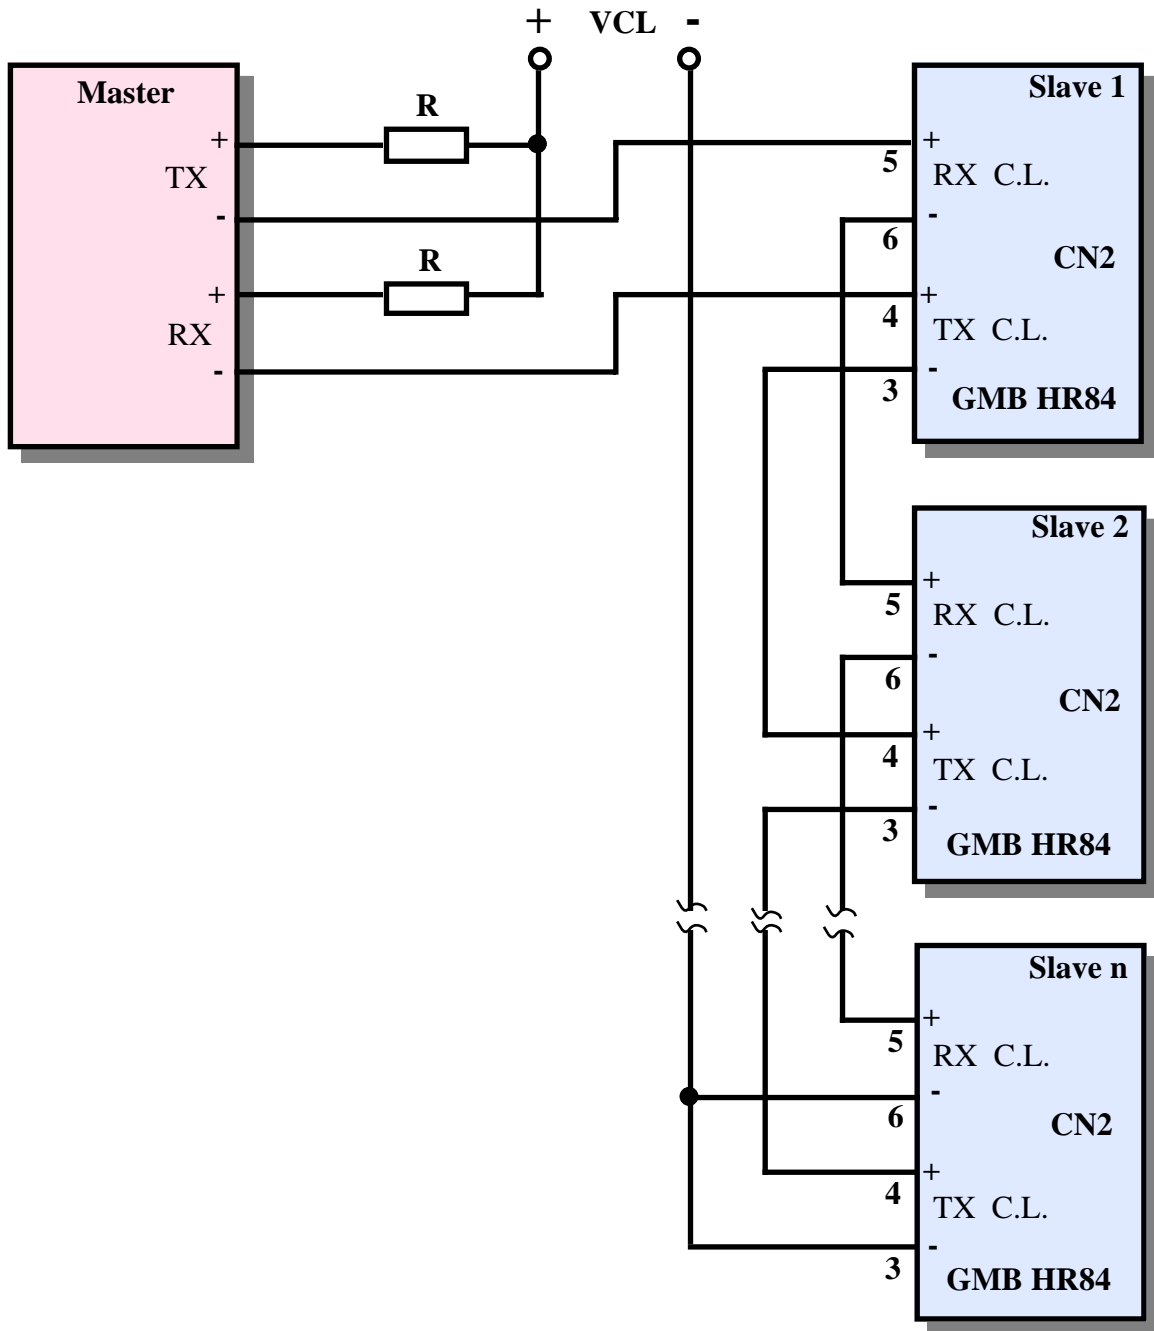 + VCL -
Master
R
+
TX
-
R
+
RX
-
Slave 1
5 +
RX C.L.
6 -
CN2
4 +
TX C.L.
3 -
GMB HR84
Slave 2
5 +
RX C.L.
6 -
CN2
4 +
TX C.L.
3 -
GMB HR84
Slave n
5 +
RX C.L.
6 -
CN2
4 +
TX C.L.
3 -
GMB HR84